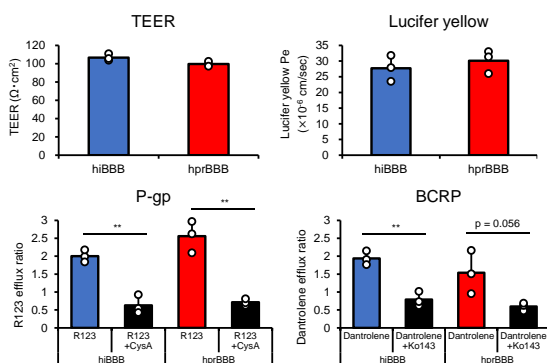 TEER
TEER (Ω·cm²)
120
100
80
60
40
20
0
hiBBB
hprBBB
Lucifer yellow
Lucifer yellow Pe
(×10⁻⁶ cm/sec)
40
35
30
25
20
15
10
5
0
hiBBB
hprBBB
P-gp
R123 efflux ratio
3
2.5
2
1.5
1
0.5
0
**
**
R123
R123
+CysA
R123
R123
+CysA
hiBBB
hprBBB
BCRP
Dantrolene efflux ratio
3
2.5
2
1.5
1
0.5
0
**
p = 0.056
Dantrolene
Dantrolene
+Ko143
Dantrolene
Dantrolene
+Ko143
hiBBB
hprBBB